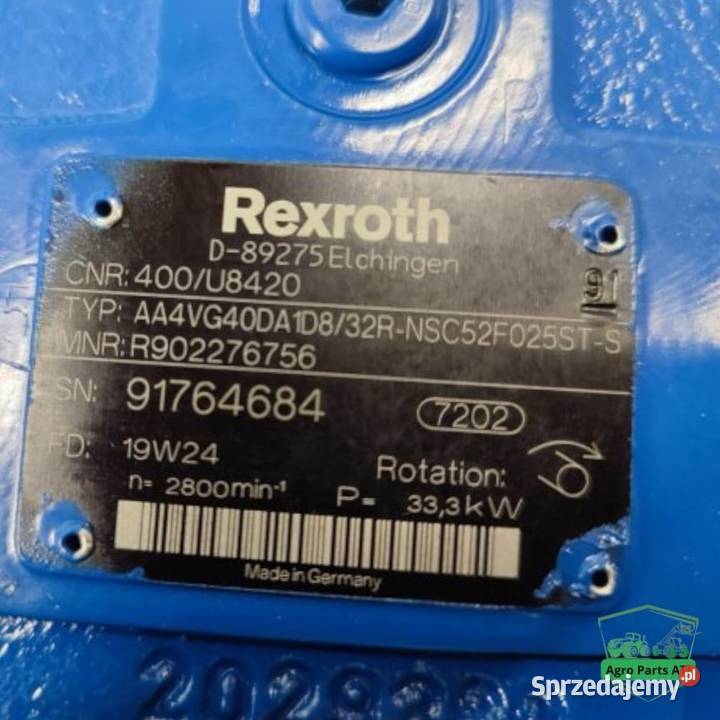 P
Rexroth
D-89275 Elchingen
CNR: 400/U8420
91
TYP: AA4VG40DA1D8/32R-NSC52F025ST-S
MNR: R902276756
SN: 91764684
7202
FD: 19W24
Rotation:
n= 2800min-1
P= 33,3kW
Made in Germany
Agro Parts AT
Sprzedajemy.pl